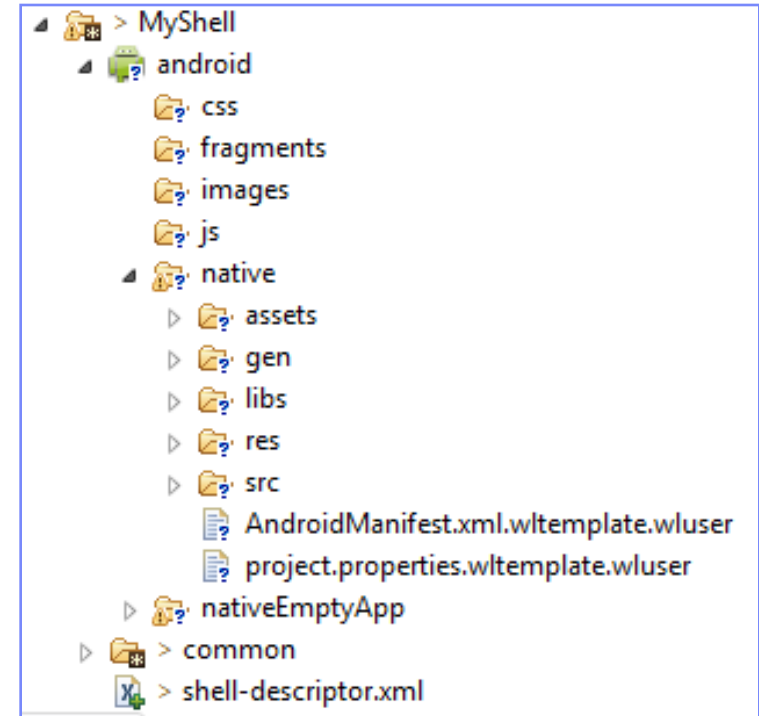 > MyShell
android
css
fragments
images
js
native
assets
gen
libs
res
src
AndroidManifest.xml.wltemplate.wluser
project.properties.wltemplate.wluser
nativeEmptyApp
> common
> shell-descriptor.xml